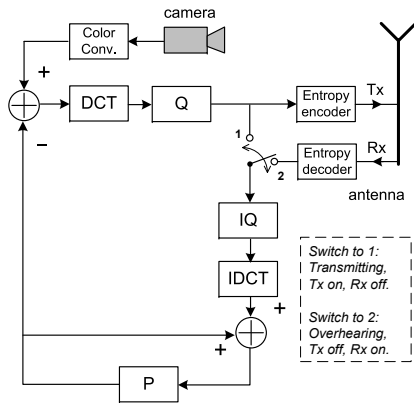 camera
Color
Conv.
+
DCT
Q
Entropy
encoder
Tx
−
1
2
Entropy
decoder
Rx
antenna
IQ
IDCT
+
+
P
Switch to 1:
Transmitting,
Tx on, Rx off.
Switch to 2:
Overhearing,
Tx off, Rx on.